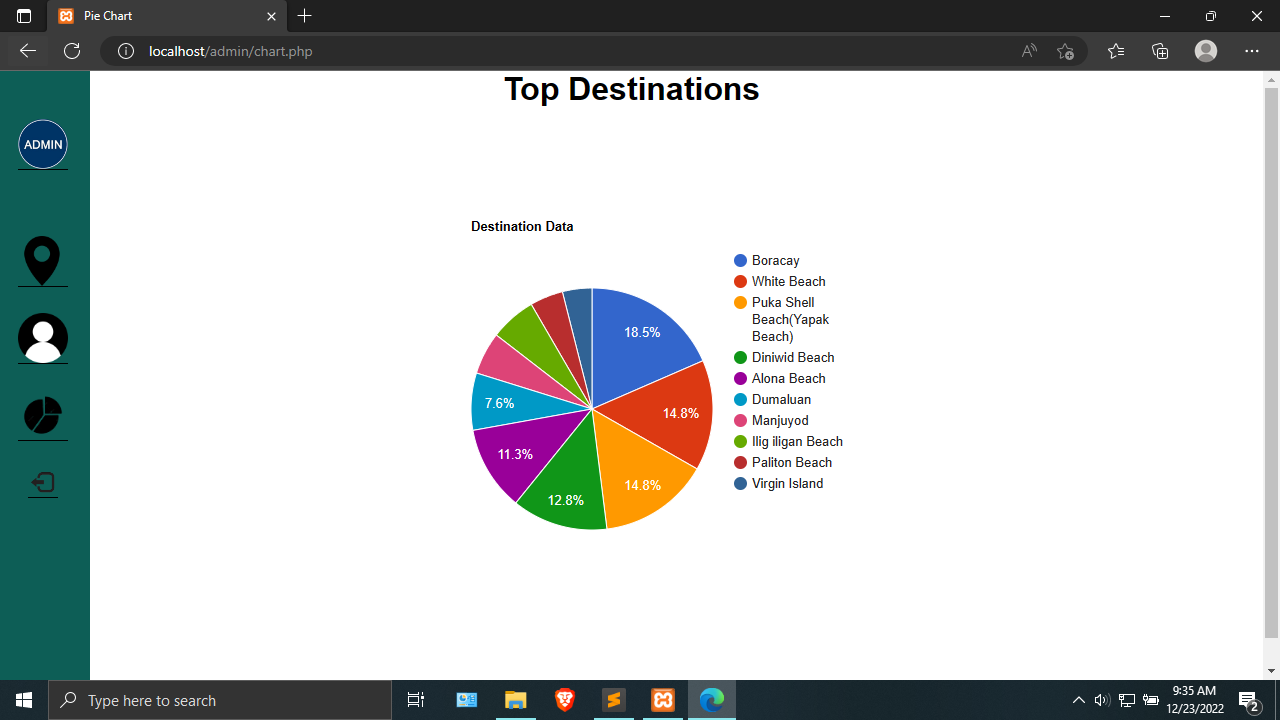 Pie Chart
localhost/admin/chart.php
Top Destinations
ADMIN
Destination Data
Boracay
White Beach
Puka Shell
Beach(Yapak
Beach)
Diniwid Beach
Alona Beach
Dumaluan
Manjuyod
Ilig iligan Beach
Paliton Beach
Virgin Island
18.5%
14.8%
14.8%
12.8%
11.3%
7.6%
Type here to search
9:35 AM
12/23/2022
2